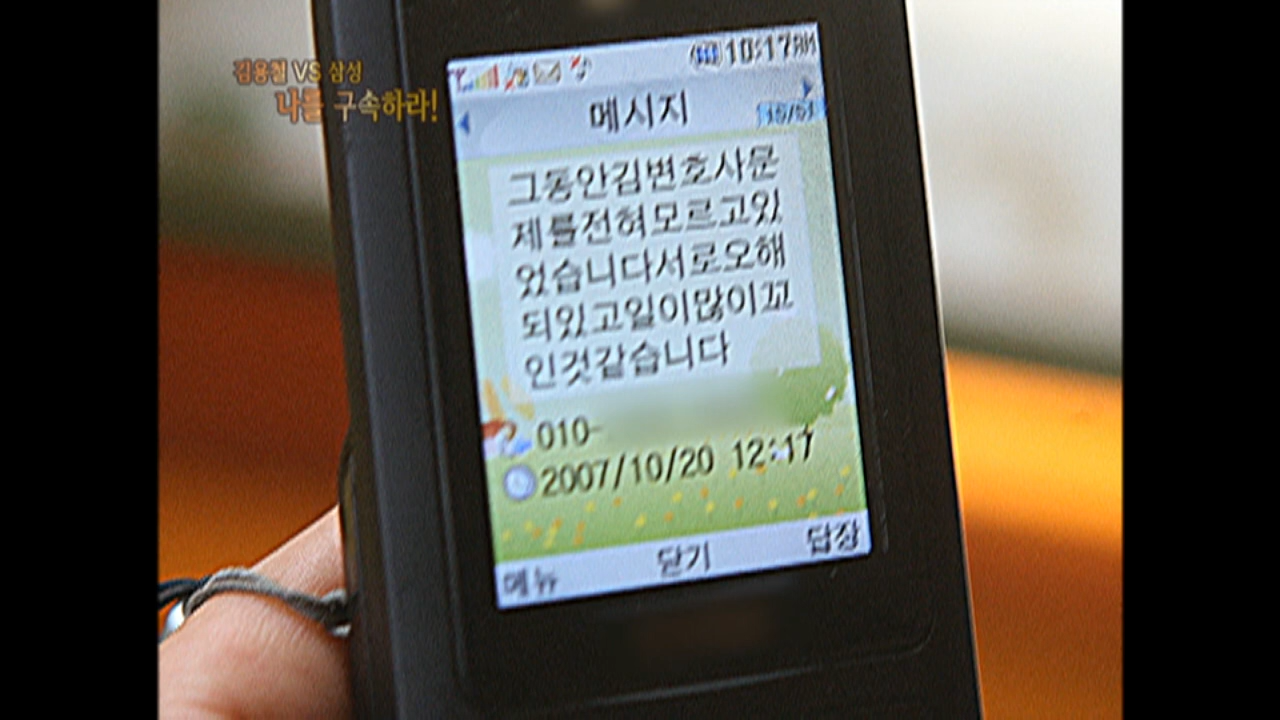 김용철 VS 삼성
나를 구속하라!
10:17AM
메시지
그동안김변호사문
제를전혀모르고있
었습니다서로오해
되있고일이많이꼬
인것같습니다
010-
2007/10/20 12:17
메뉴 닫기 답장